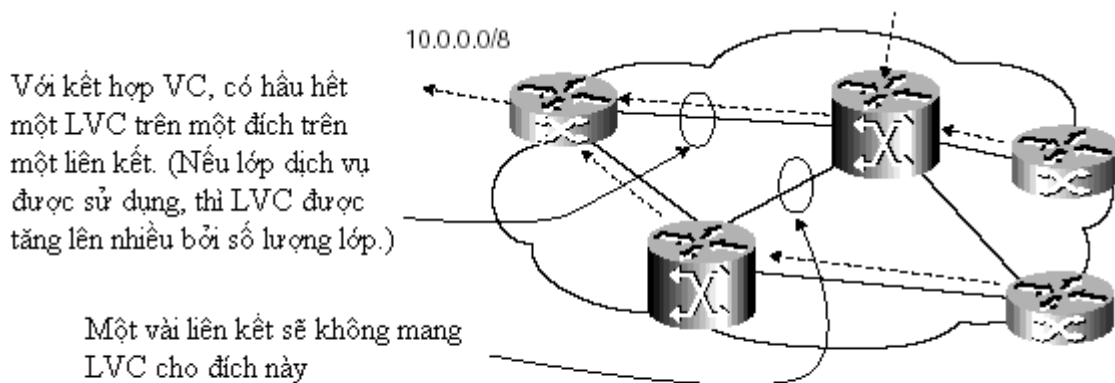 10.0.0.0/8
Với kết hợp VC, có hầu hết
một LVC trên một đích trên
một liên kết. (Nếu lớp dịch vụ
được sử dụng, thì LVC được
tăng lên nhiều bởi số lượng lớp.)
Một vài liên kết sẽ không mang
LVC cho đích này